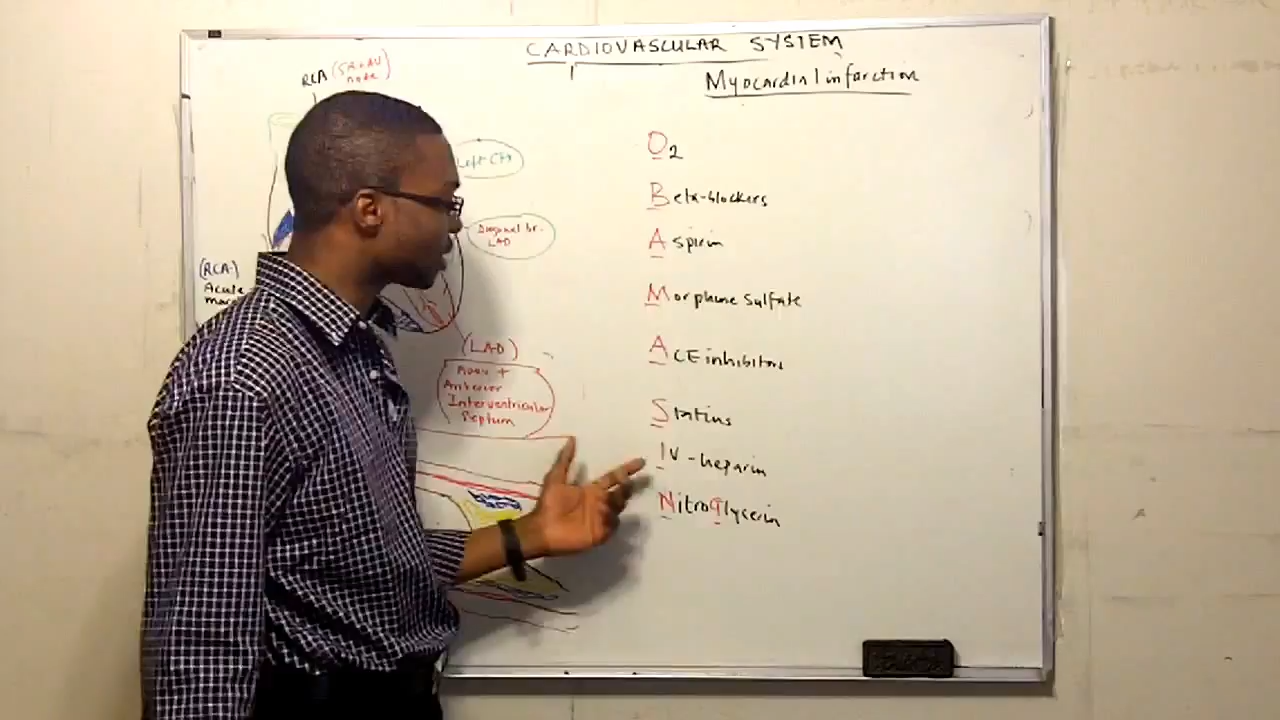 CARDIOVASCULAR SYSTEM
Myocardial infarction
RCA (SA+AV
node)
Left
Diagonal br-
LAD
(RCA)
Acute
(LAD)
Apex +
Anterior
Interventricular
Septum
O2
Beta-blockers
Aspirin
Morphine Sulfate
ACE inhibitors
Statins
IV-heparin
NitroGlycerin